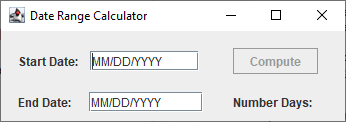 Date Range Calculator
Start Date: MM/DD/YYYY Compute
End Date: MM/DD/YYYY Number Days: